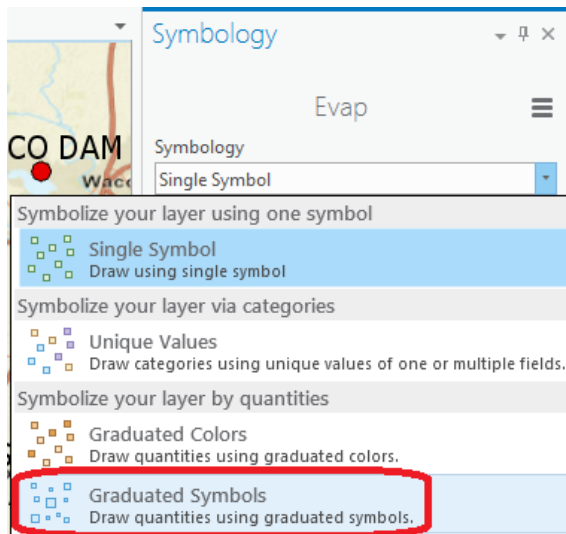 Symbology
Evap
CO DAM
Symbology
Single Symbol
Symbolize your layer using one symbol
Single Symbol
Draw using single symbol
Symbolize your layer via categories
Unique Values
Draw categories using unique values of one or multiple fields.
Symbolize your layer by quantities
Graduated Colors
Draw quantities using graduated colors.
Graduated Symbols
Draw quantities using graduated symbols.